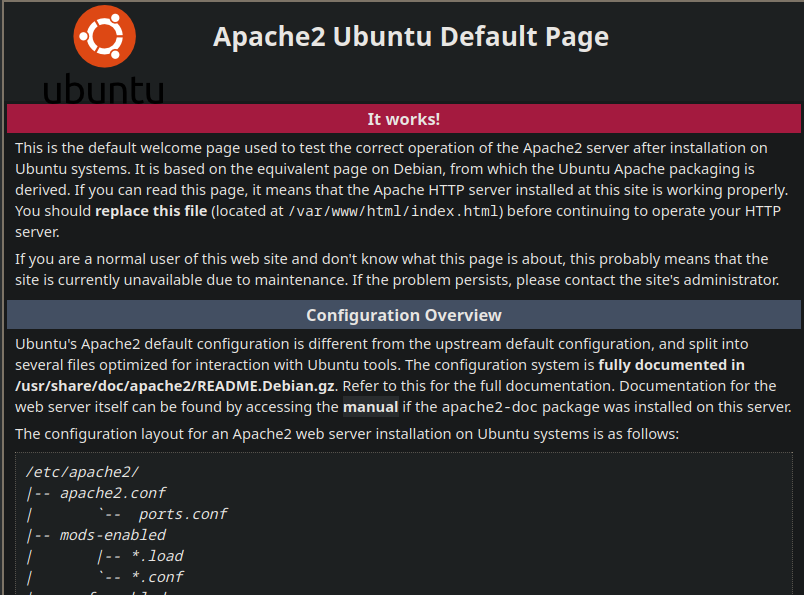 ubuntu
Apache2 Ubuntu Default Page
It works!
This is the default welcome page used to test the correct operation of the Apache2 server after installation on
Ubuntu systems. It is based on the equivalent page on Debian, from which the Ubuntu Apache packaging is
derived. If you can read this page, it means that the Apache HTTP server installed at this site is working properly.
You should replace this file (located at /var/www/html/index.html) before continuing to operate your HTTP
server.
If you are a normal user of this web site and don't know what this page is about, this probably means that the
site is currently unavailable due to maintenance. If the problem persists, please contact the site's administrator.
Configuration Overview
Ubuntu's Apache2 default configuration is different from the upstream default configuration, and split into
several files optimized for interaction with Ubuntu tools. The configuration system is fully documented in
/usr/share/doc/apache2/README.Debian.gz. Refer to this for the full documentation. Documentation for the
web server itself can be found by accessing the manual if the apache2-doc package was installed on this server.
The configuration layout for an Apache2 web server installation on Ubuntu systems is as follows:
/etc/apache2/
|-- apache2.conf
|       `--  ports.conf
|-- mods-enabled
|       |-- *.load
|       `-- *.conf